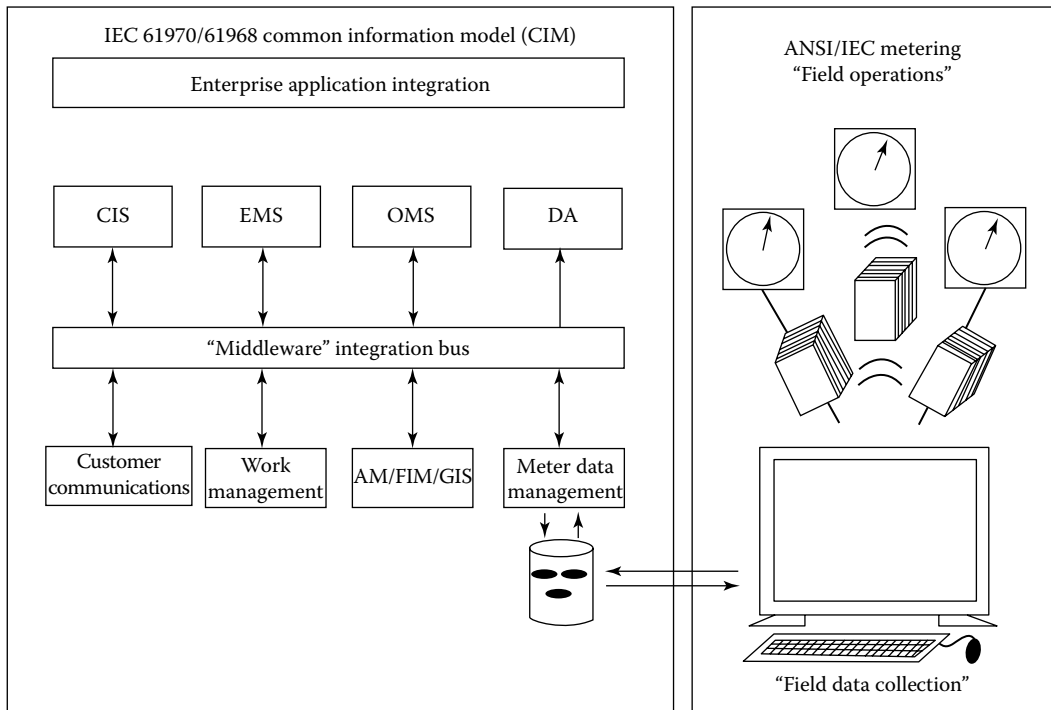 IEC 61970/61968 common information model (CIM)
Enterprise application integration
CIS
EMS
OMS
DA
“Middleware” integration bus
Customer
communications
Work
management
AM/FIM/GIS
Meter data
management
ANSI/IEC metering
“Field operations”
“Field data collection”